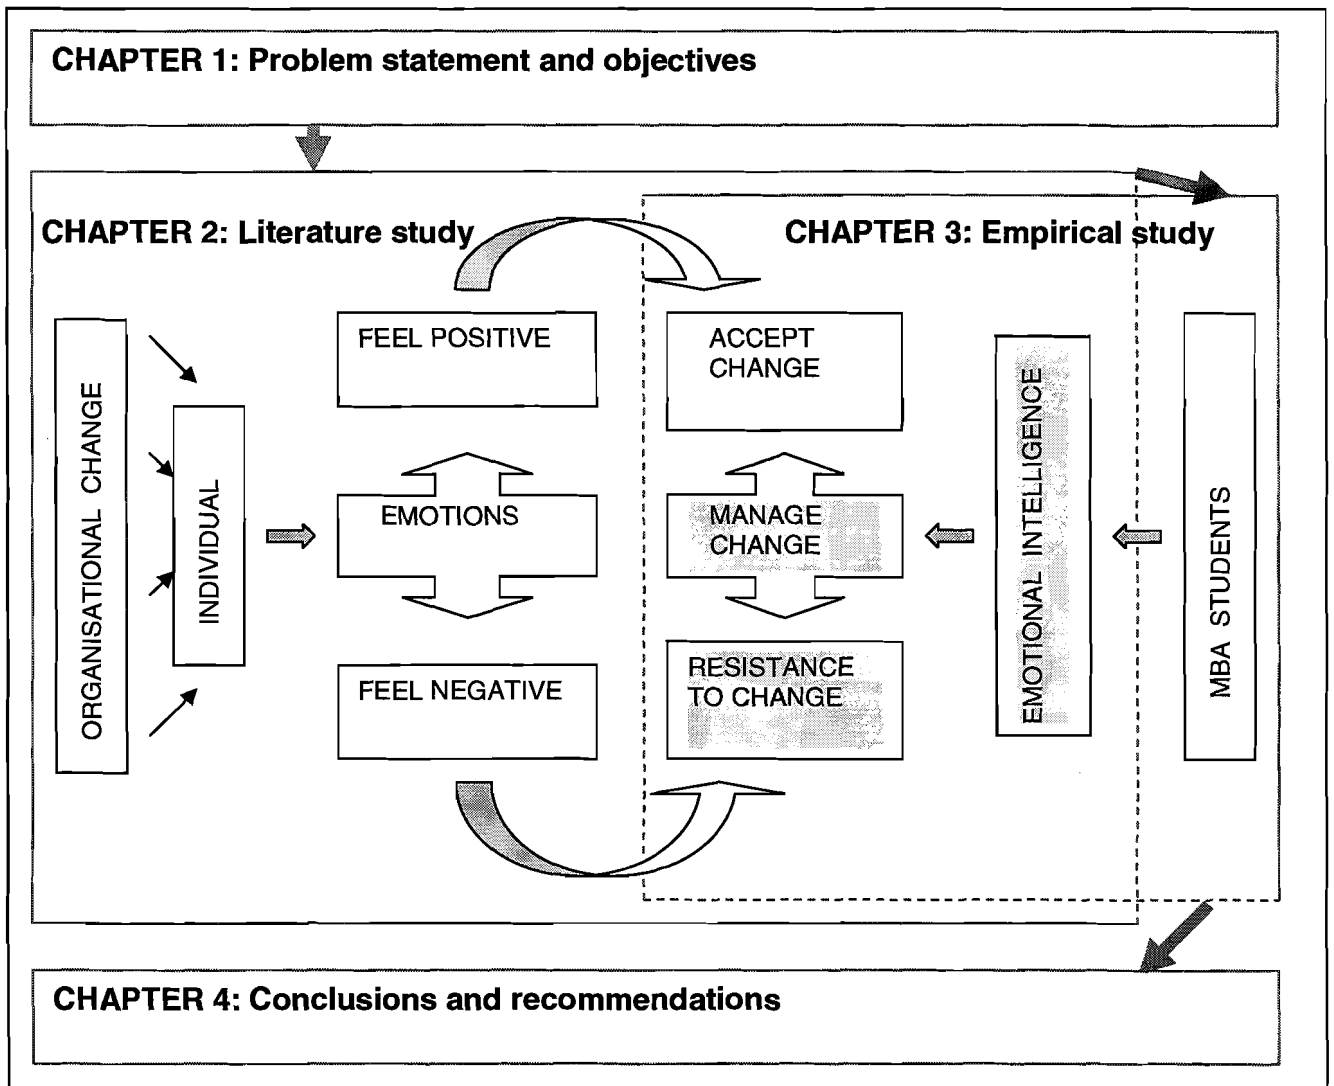 CHAPTER 1: Problem statement and objectives
CHAPTER 2: Literature study
CHAPTER 3: Empirical study
ORGANISATIONAL CHANGE
INDIVIDUAL
FEEL POSITIVE
EMOTIONS
FEEL NEGATIVE
ACCEPT
CHANGE
MANAGE
CHANGE
RESISTANCE
TO CHANGE
EMOTIONAL INTELLIGENCE
MBA STUDENTS
CHAPTER 4: Conclusions and recommendations